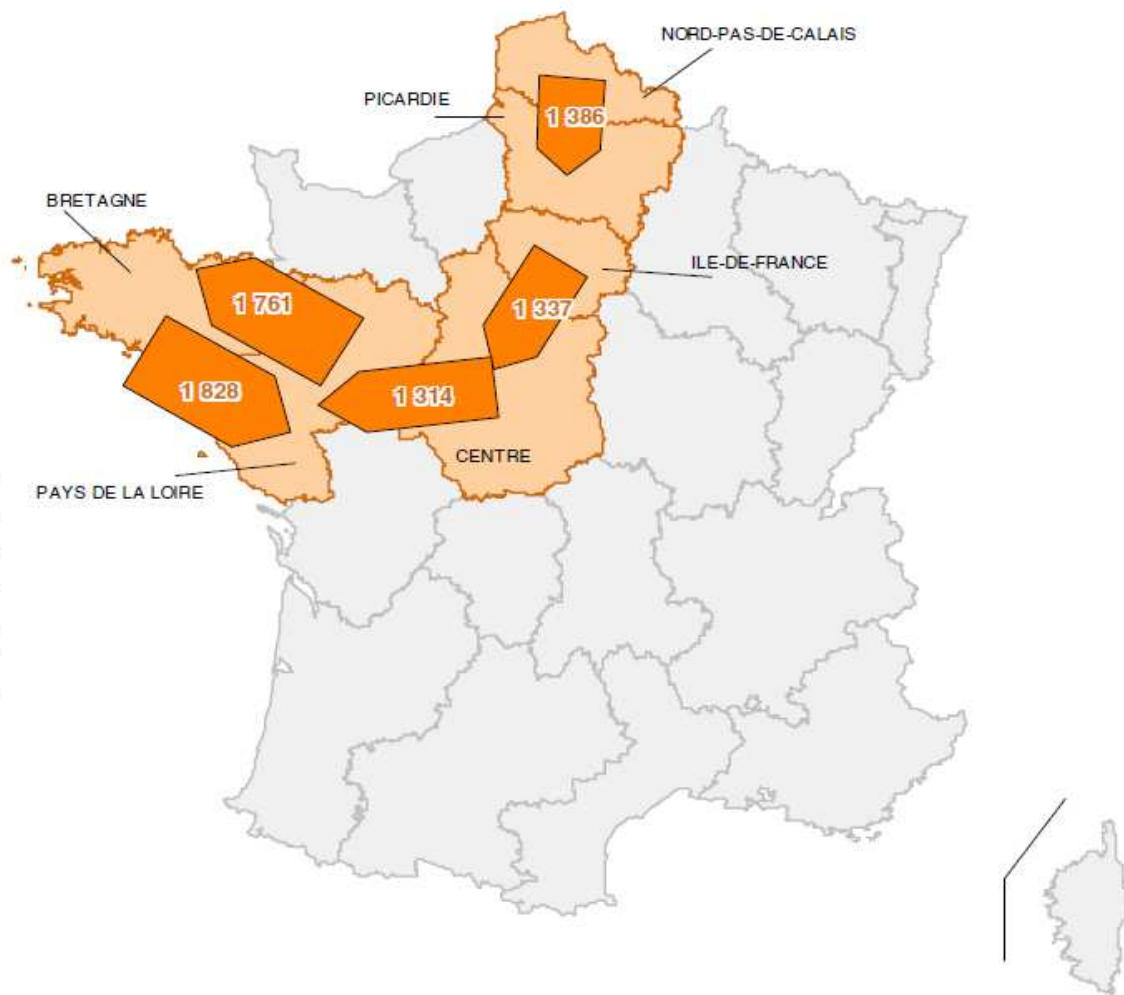 NORD-PAS-DE-CALAIS
PICARDIE
1 386
BRETAGNE
ILE-DE-FRANCE
1 761
1 337
1 828
1 314
CENTRE
PAYS DE LA LOIRE